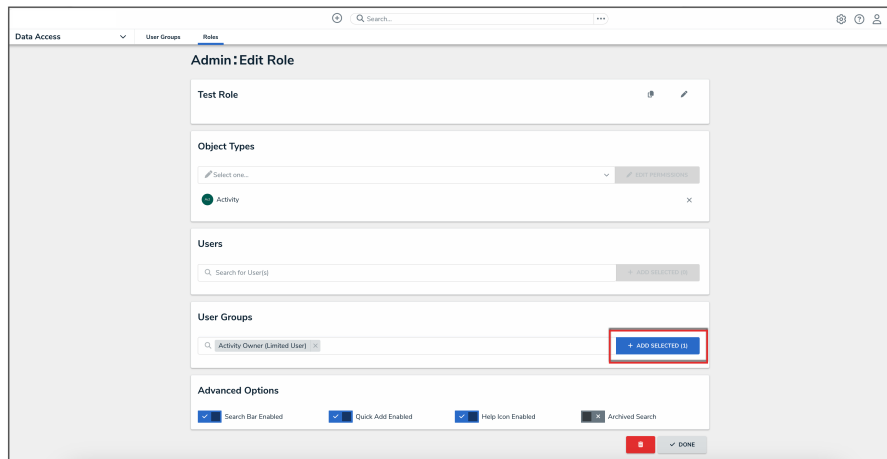 Search...
Data Access
User Groups
Roles
Admin:Edit Role
Test Role
Object Types
Select one...
EDIT PERMISSIONS
Activity
Users
Search for User(s)
+ ADD SELECTED (0)
User Groups
Activity Owner (Limited User)
+ ADD SELECTED (1)
Advanced Options
Search Bar Enabled
Quick Add Enabled
Help Icon Enabled
Archived Search
DONE